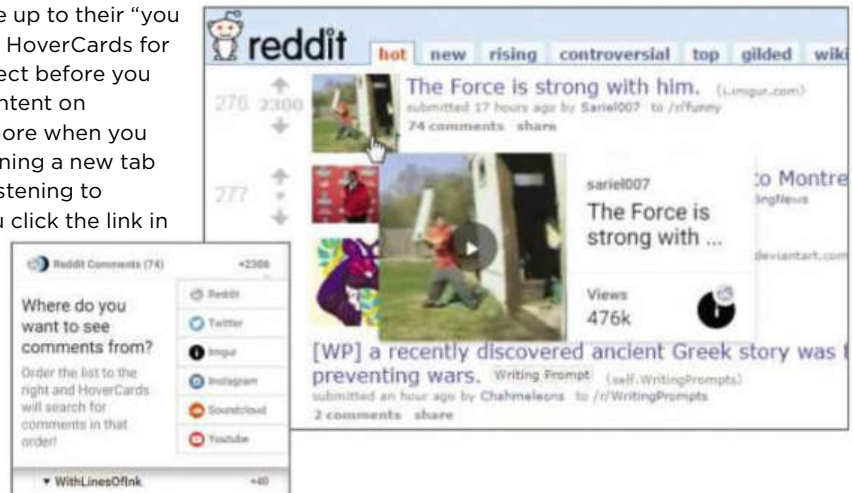 e up to their “you
HoverCards for
ect before you
ntent on
nore when you
ning a new tab
stening to
u click the link in
reddit
hot new rising controversial top gilded wiki
276 2300
The Force is strong with him. (i.imgur.com)
submitted 17 hours ago by Sariel007 to /r/funny
74 comments share
277
to Montre
ingNews
deviantart.com
sariel007
The Force is
strong with ...
Views
476k
[WP] a recently discovered ancient Greek story was
preventing wars. Writing Prompt (self.WritingPrompts)
submitted an hour ago by Chahmeleons to /r/WritingPrompts
2 comments share
Reddit Comments (74) +2306
Where do you
want to see
comments from?
Order the list to the
right and HoverCards
will search for
comments in that
order!
Reddit
Twitter
Imgur
Instagram
Soundcloud
Youtube
▾ WithLinesOfInk +40